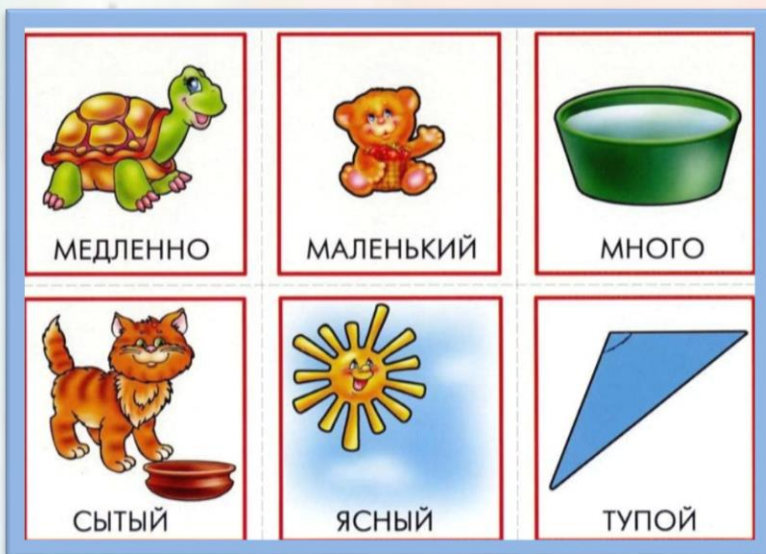 МЕДЛЕННО
МАЛЕНЬКИЙ
МНОГО
СЫТЫЙ
ЯСНЫЙ
ТУПОЙ